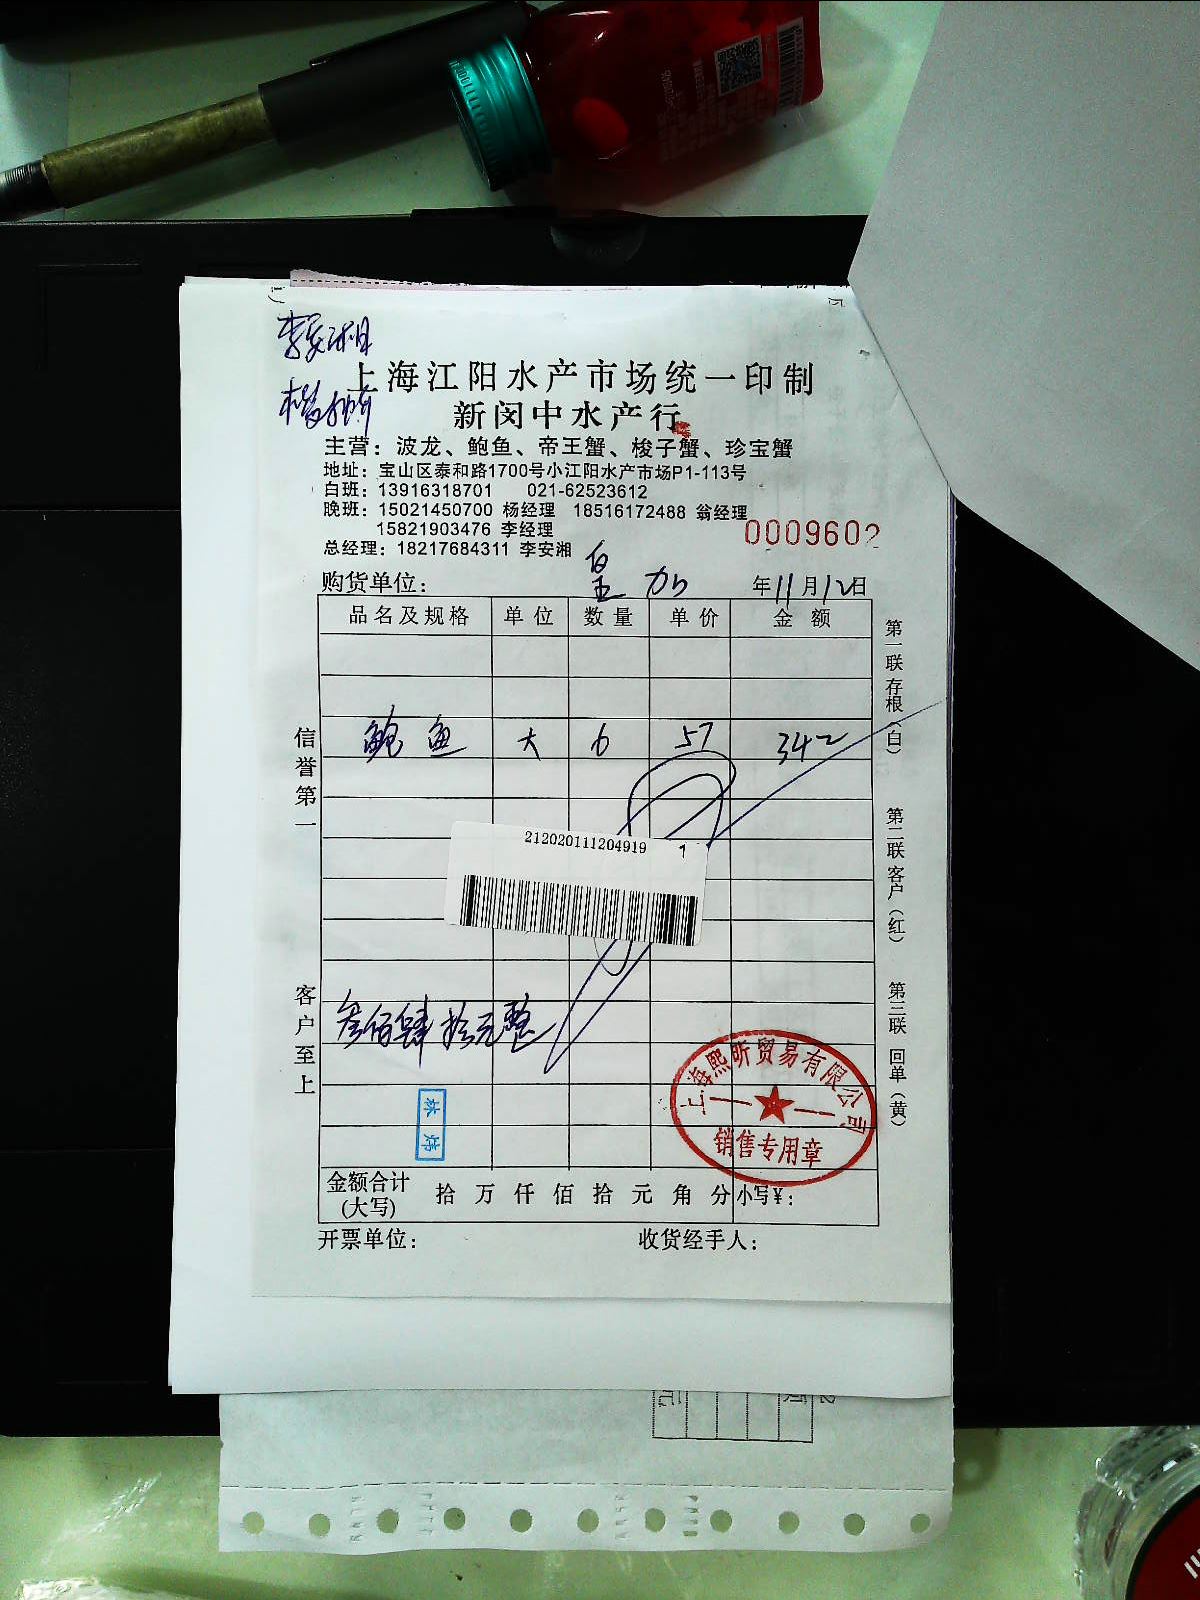 李安湘
上海江阳水产市场统一印制
新闵中水产行
主营：波龙、鲍鱼、帝王蟹、梭子蟹、珍宝蟹
地址：宝山区泰和路1700号小江阳水产市场P1-113号
白班：13916318701 021-62523612
晚班：15021450700 杨经理 18516172488 翁经理
15821903476 李经理
0009602
总经理：18217684311 李安湘
购货单位： 皇加 年11月12日
品名及规格 单位 数量 单价 金额
鲍鱼 大 6 57 342
212020111204919 1
叁佰肆拾元整
上海熙昕贸易有限公司
销售专用章
金额合计(大写) 拾万仟佰拾元角分 小写¥：
开票单位： 收货经手人：
信誉第一
客户至上
第一联 存根（白）
第二联 客户（红）
第三联 回单（黄）